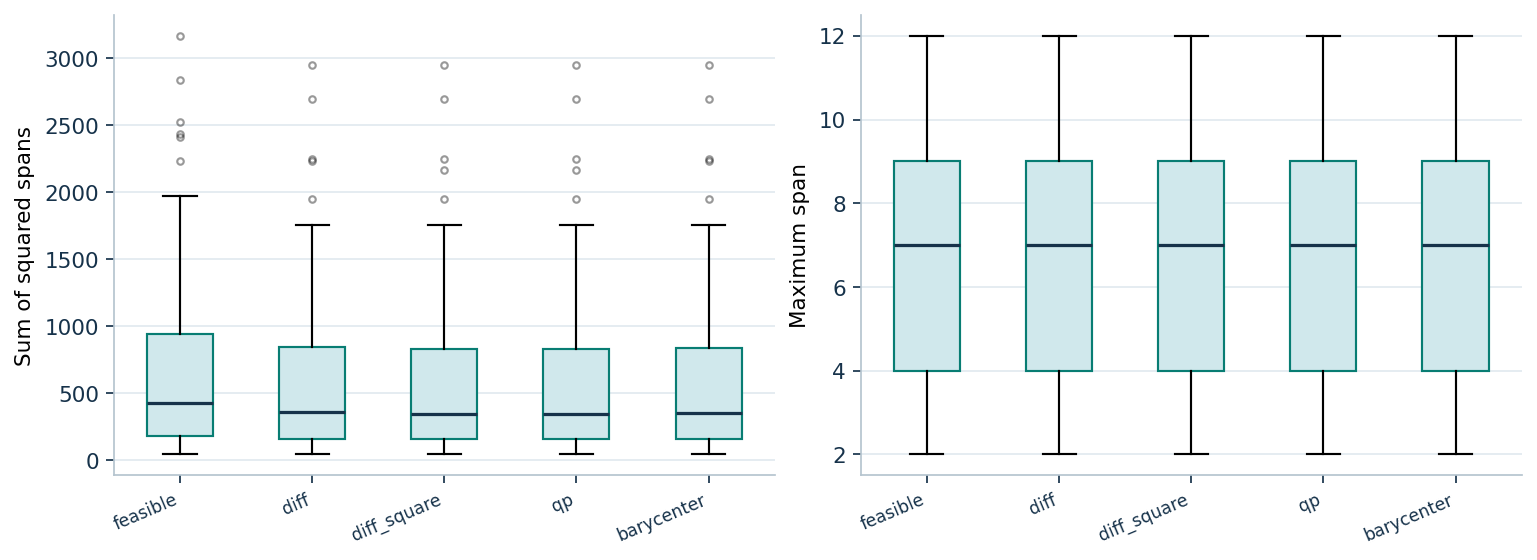 Sum of squared spans
3000
2500
2000
1500
1000
500
0
feasible
diff
diff_square
qp
barycenter
Maximum span
12
10
8
6
4
2
feasible
diff
diff_square
qp
barycenter